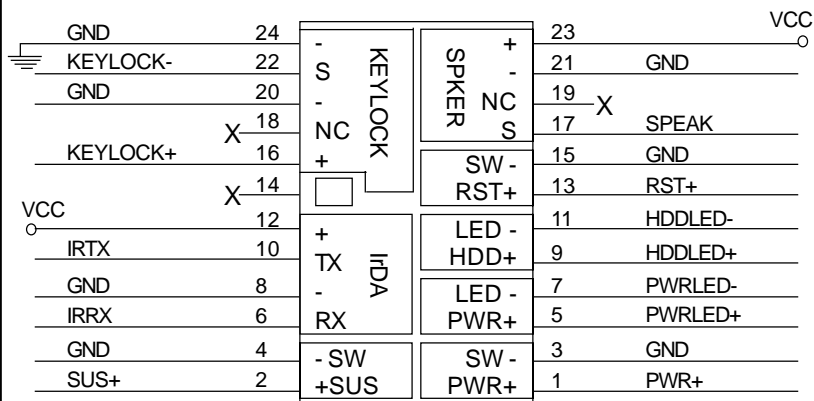 VCC
GND 24 - + 23
KEYLOCK- 22 S - 21 GND
GND 20 - NC 19 X
X 18 NC S 17 SPEAK
KEYLOCK+ 16 + SW - 15 GND
X 14 RST+ 13 RST+
KEYLOCK
SPKER
VCC 12 + LED - 11 HDDLED-
IRTX 10 TX HDD+ 9 HDDLED+
GND 8 - LED - 7 PWRLED-
IRRX 6 RX PWR+ 5 PWRLED+
IrDA
GND 4 - SW SW - 3 GND
SUS+ 2 +SUS PWR+ 1 PWR+